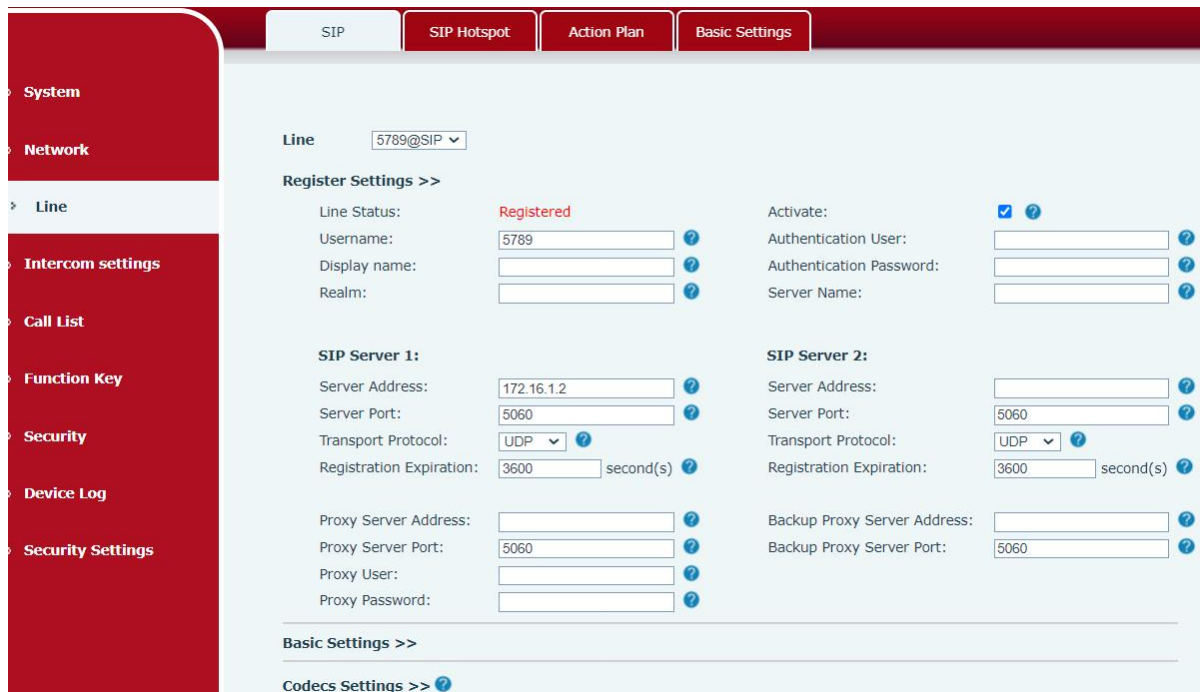 SIP
SIP Hotspot
Action Plan
Basic Settings
System
Network
Line
Intercom settings
Call List
Function Key
Security
Device Log
Security Settings
Line 5789@SIP
Register Settings >>
Line Status: Registered Activate:
Username: 5789 Authentication User:
Display name: Authentication Password:
Realm: Server Name:
SIP Server 1: SIP Server 2:
Server Address: 172.16.1.2 Server Address:
Server Port: 5060 Server Port: 5060
Transport Protocol: UDP Transport Protocol: UDP
Registration Expiration: 3600 second(s) Registration Expiration: 3600 second(s)
Proxy Server Address: Backup Proxy Server Address:
Proxy Server Port: 5060 Backup Proxy Server Port: 5060
Proxy User:
Proxy Password:
Basic Settings >>
Codecs Settings >>